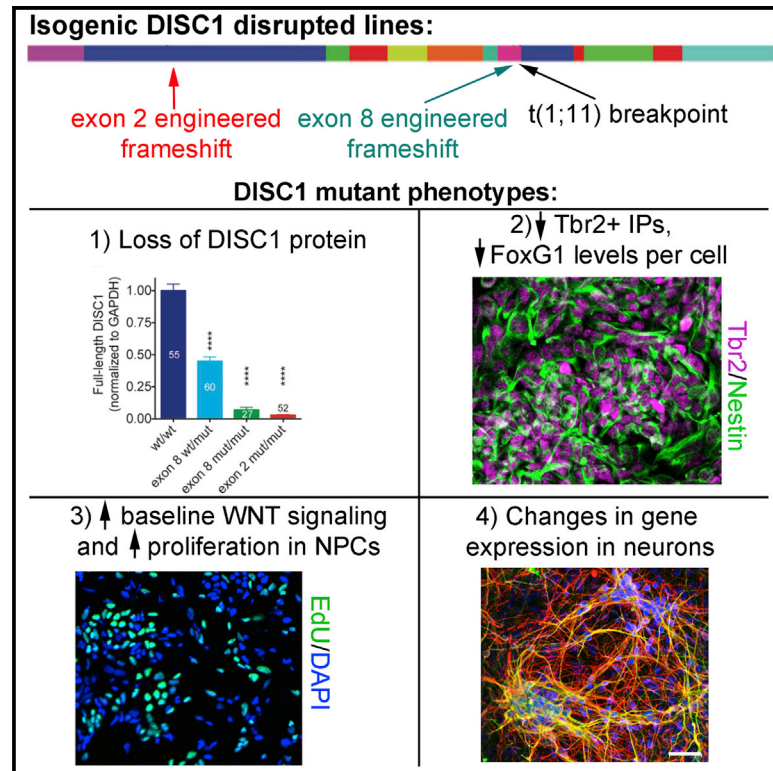 Isogenic DISC1 disrupted lines:
exon 2 engineered
frameshift
exon 8 engineered
frameshift
t(1;11) breakpoint
DISC1 mutant phenotypes:
1) Loss of DISC1 protein
Full-length DISC1
(normalized to GAPDH)
1.00
0.75
0.50
0.25
0.00
55
60
27
52
****
****
****
wt/wt
exon 8 wt/mut
exon 8 mut/mut
exon 2 mut/mut
2) ↓ Tbr2+ IPs,
↓ FoxG1 levels per cell
Tbr2/Nestin
3) ↑ baseline WNT signaling
and ↑ proliferation in NPCs
EdU/DAPI
4) Changes in gene
expression in neurons